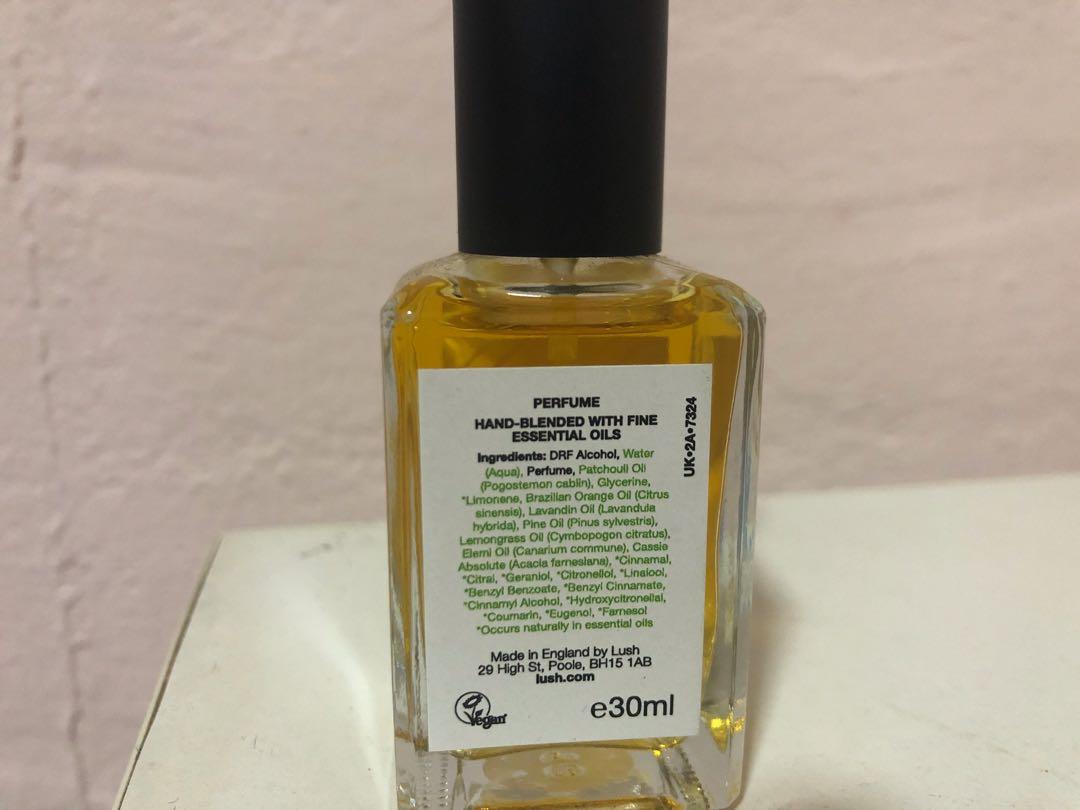 PERFUME
HAND-BLENDED WITH FINE
ESSENTIAL OILS
Ingredients: DRF Alcohol, Water
(Aqua), Perfume, Patchouli Oil
(Pogostemon cablin), Glycerine,
*Limonene, Brazilian Orange Oil (Citrus
sinensis), Lavandin Oil (Lavandula
hybrida), Pine Oil (Pinus sylvestris),
Lemongrass Oil (Cymbopogon citratus),
Elemi Oil (Canarium commune), Cassie
Absolute (Acacia farnesiana), *Cinnamal,
*Citral, *Geraniol, *Citronellol, *Linalool,
*Benzyl Benzoate, *Benzyl Cinnamate,
*Cinnamyl Alcohol, *Hydroxycitronellal,
*Coumarin, *Eugenol, *Farnesol
*Occurs naturally in essential oils
Made in England by Lush
29 High St, Poole, BH15 1AB
lush.com
Vegan
e30ml
UK•2A•7324